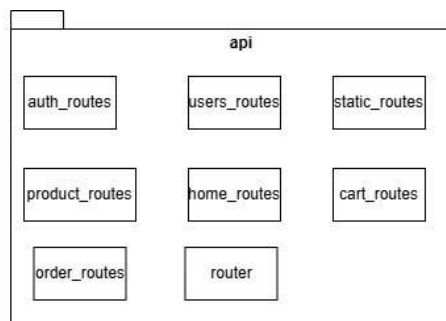 api
auth_routes
users_routes
static_routes
product_routes
home_routes
cart_routes
order_routes
router